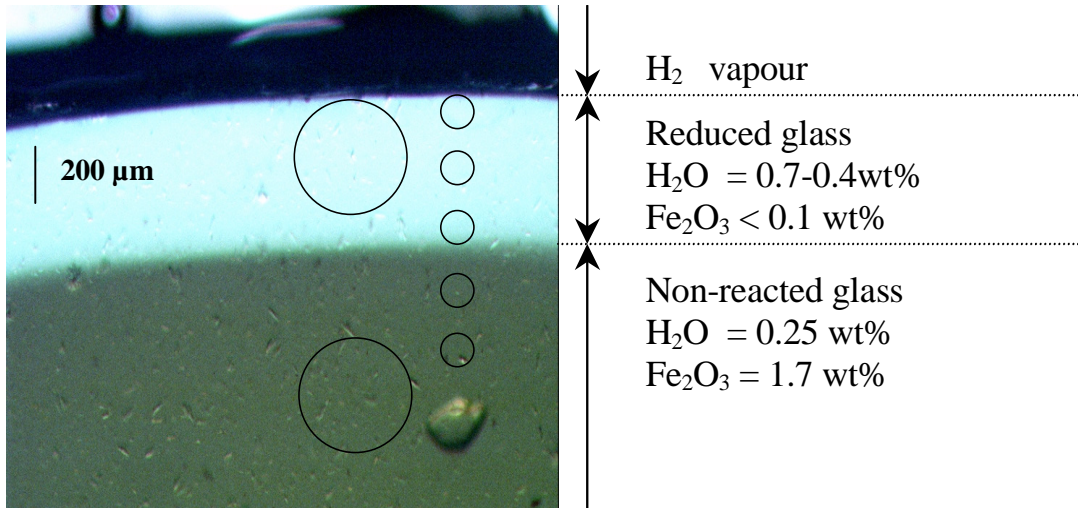 200 µm
H₂ vapour
Reduced glass
H₂O = 0.7-0.4wt%
Fe₂O₃ < 0.1 wt%
Non-reacted glass
H₂O = 0.25 wt%
Fe₂O₃ = 1.7 wt%